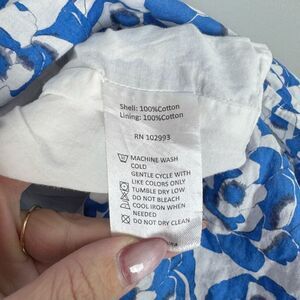 Shell: 100%Cotton
Lining: 100%Cotton
RN 102993
MACHINE WASH
COLD
GENTLE CYCLE WITH
LIKE COLORS ONLY
TUMBLE DRY LOW
DO NOT BLEACH
COOL IRON WHEN
NEEDED
DO NOT DRY CLEAN